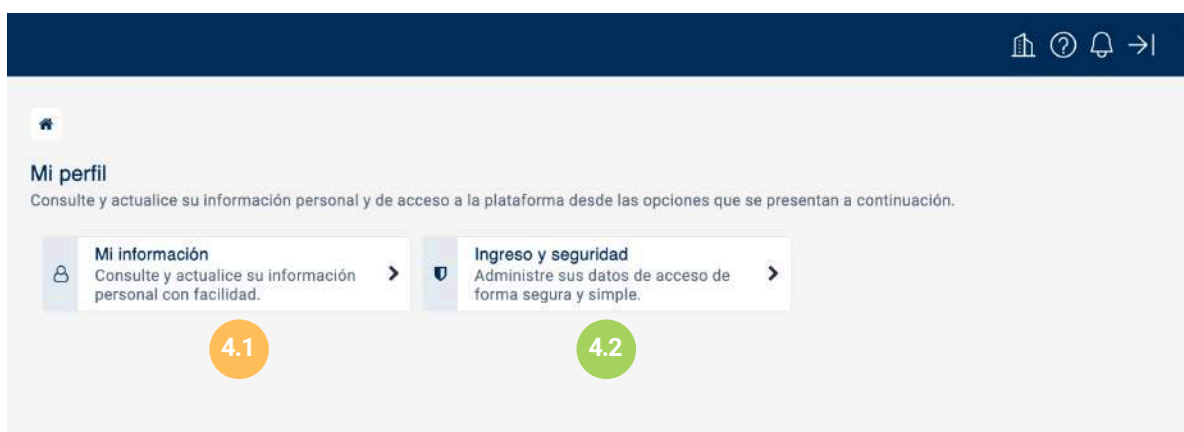 Mi perfil
Consulte y actualice su información personal y de acceso a la plataforma desde las opciones que se presentan a continuación.
Mi información
Consulte y actualice su información
personal con facilidad.
Ingreso y seguridad
Administre sus datos de acceso de
forma segura y simple.
4.1
4.2